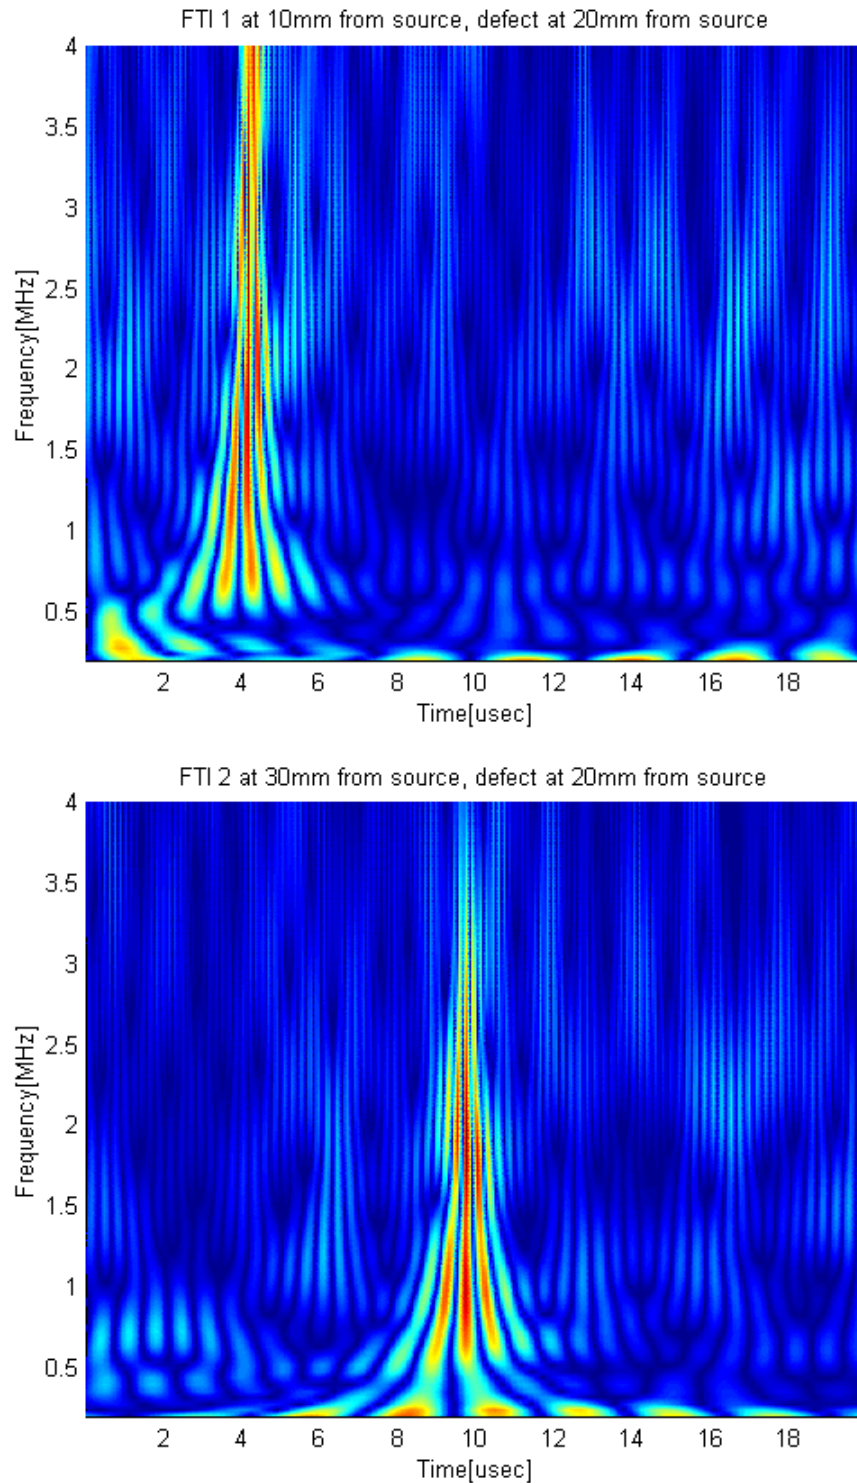 FTI 1 at 10mm from source, defect at 20mm from source
4
3.5
3
2.5
2
1.5
1
0.5
Frequency[MHz]
2 4 6 8 10 12 14 16 18
Time[usec]
FTI 2 at 30mm from source, defect at 20mm from source
4
3.5
3
2.5
2
1.5
1
0.5
Frequency[MHz]
2 4 6 8 10 12 14 16 18
Time[usec]